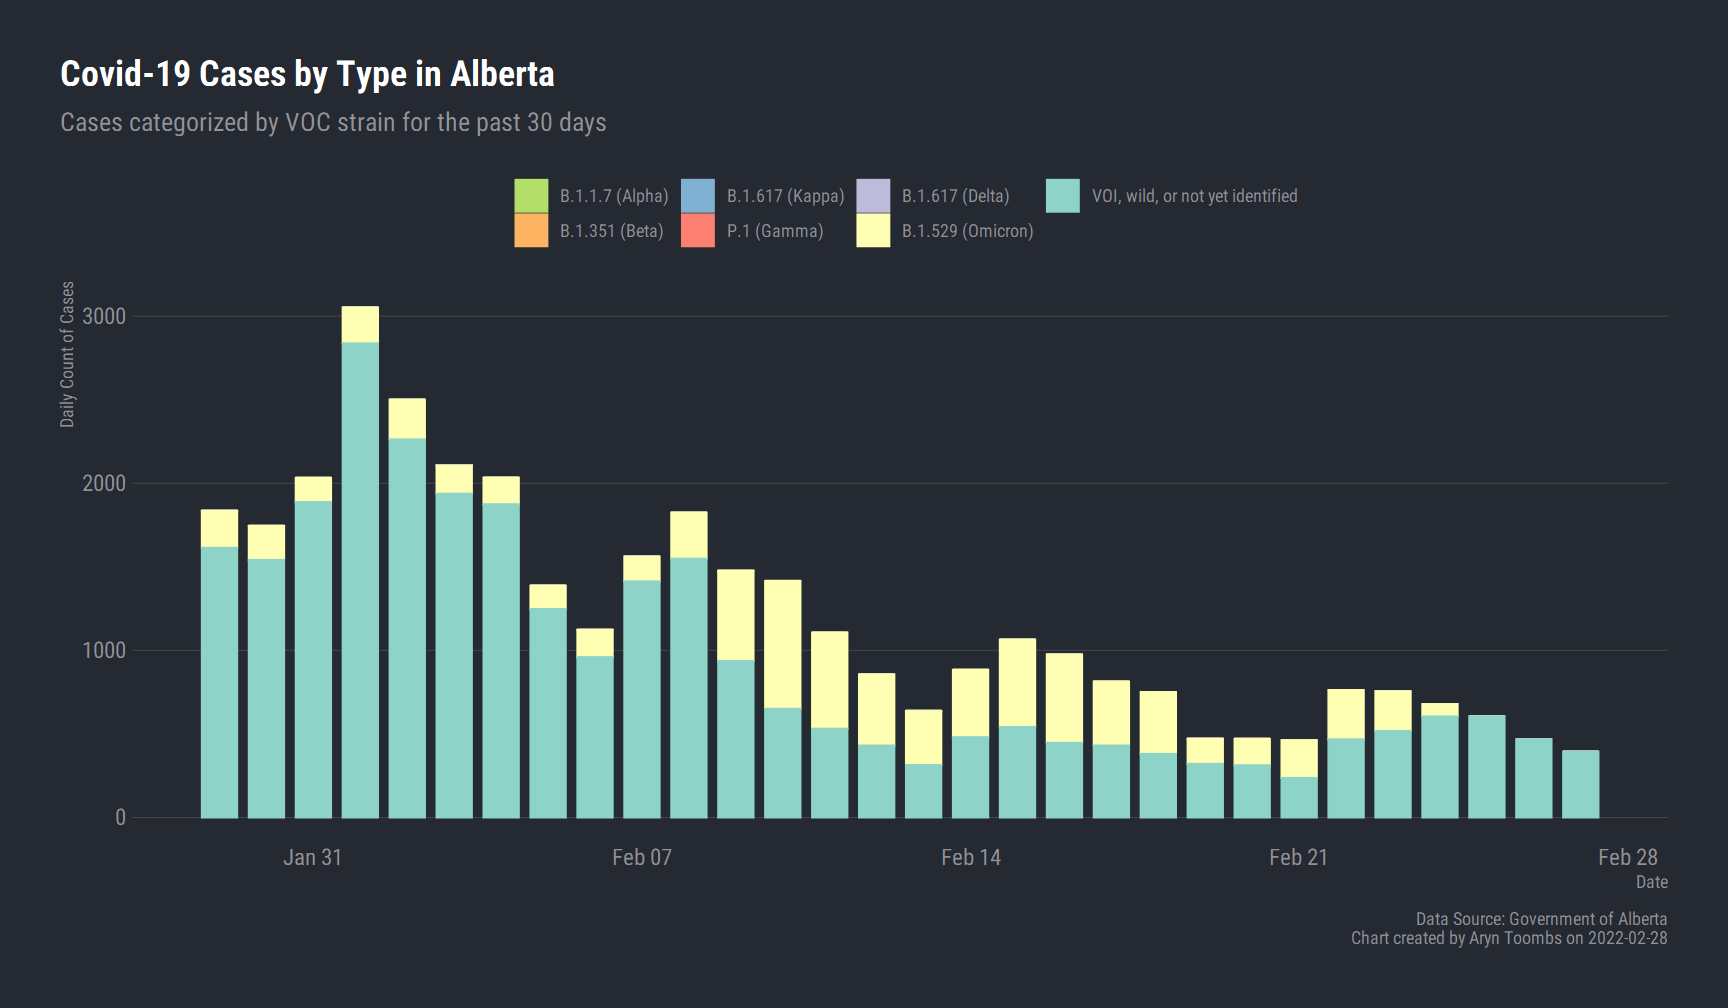 Covid-19 Cases by Type in Alberta
Cases categorized by VOC strain for the past 30 days
B.1.1.7 (Alpha) B.1.617 (Kappa) B.1.617 (Delta) VOI, wild, or not yet identified
B.1.351 (Beta) P.1 (Gamma) B.1.529 (Omicron)
Daily Count of Cases
3000
2000
1000
0
Jan 31 Feb 07 Feb 14 Feb 21 Feb 28
Date
Data Source: Government of Alberta
Chart created by Aryn Toombs on 2022-02-28